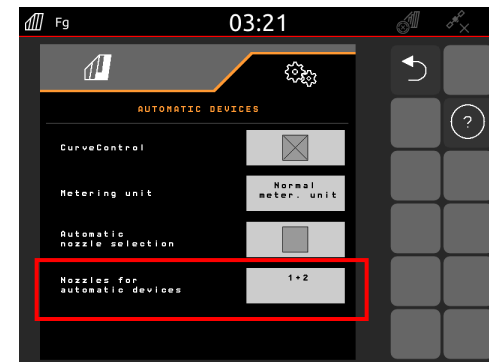 Fg 03:21
AUTOMATIC DEVICES
CurveControl
Metering unit
Normal
meter. unit
Automatic
nozzle selection
Nozzles for
automatic devices
1+2
?